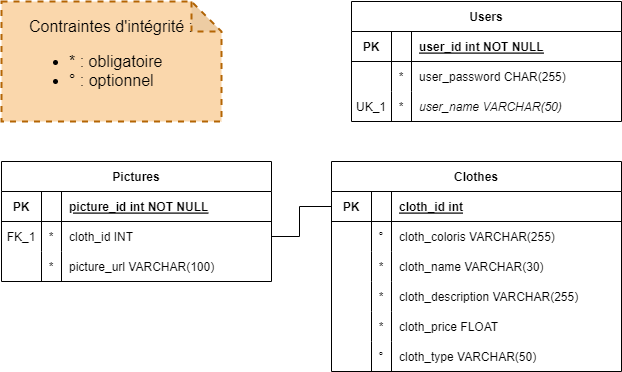 Contraintes d'intégrité :
* : obligatoire
° : optionnel
Users
PK user_id int NOT NULL
* user_password CHAR(255)
UK_1 * user_name VARCHAR(50)
Pictures
PK picture_id int NOT NULL
FK_1 * cloth_id INT
* picture_url VARCHAR(100)
Clothes
PK cloth_id int
° cloth_coloris VARCHAR(255)
* cloth_name VARCHAR(30)
* cloth_description VARCHAR(255)
* cloth_price FLOAT
° cloth_type VARCHAR(50)